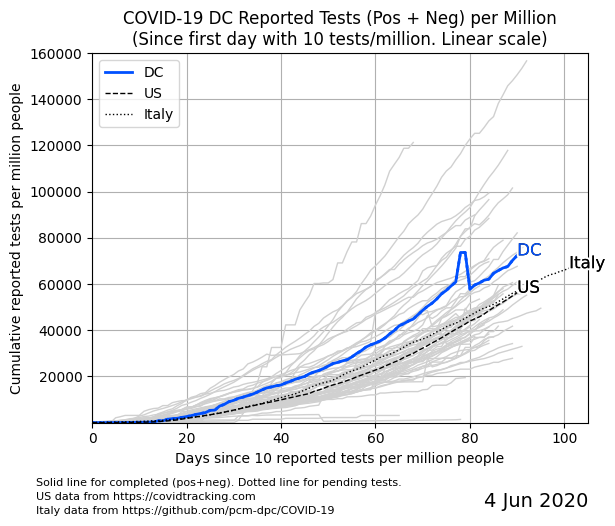 COVID-19 DC Reported Tests (Pos + Neg) per Million
(Since first day with 10 tests/million. Linear scale)
Cumulative reported tests per million people
160000
140000
120000
100000
80000
60000
40000
20000
DC
US
Italy
DC
Italy
US
0 20 40 60 80 100
Days since 10 reported tests per million people
Solid line for completed (pos+neg). Dotted line for pending tests.
US data from https://covidtracking.com
Italy data from https://github.com/pcm-dpc/COVID-19
4 Jun 2020